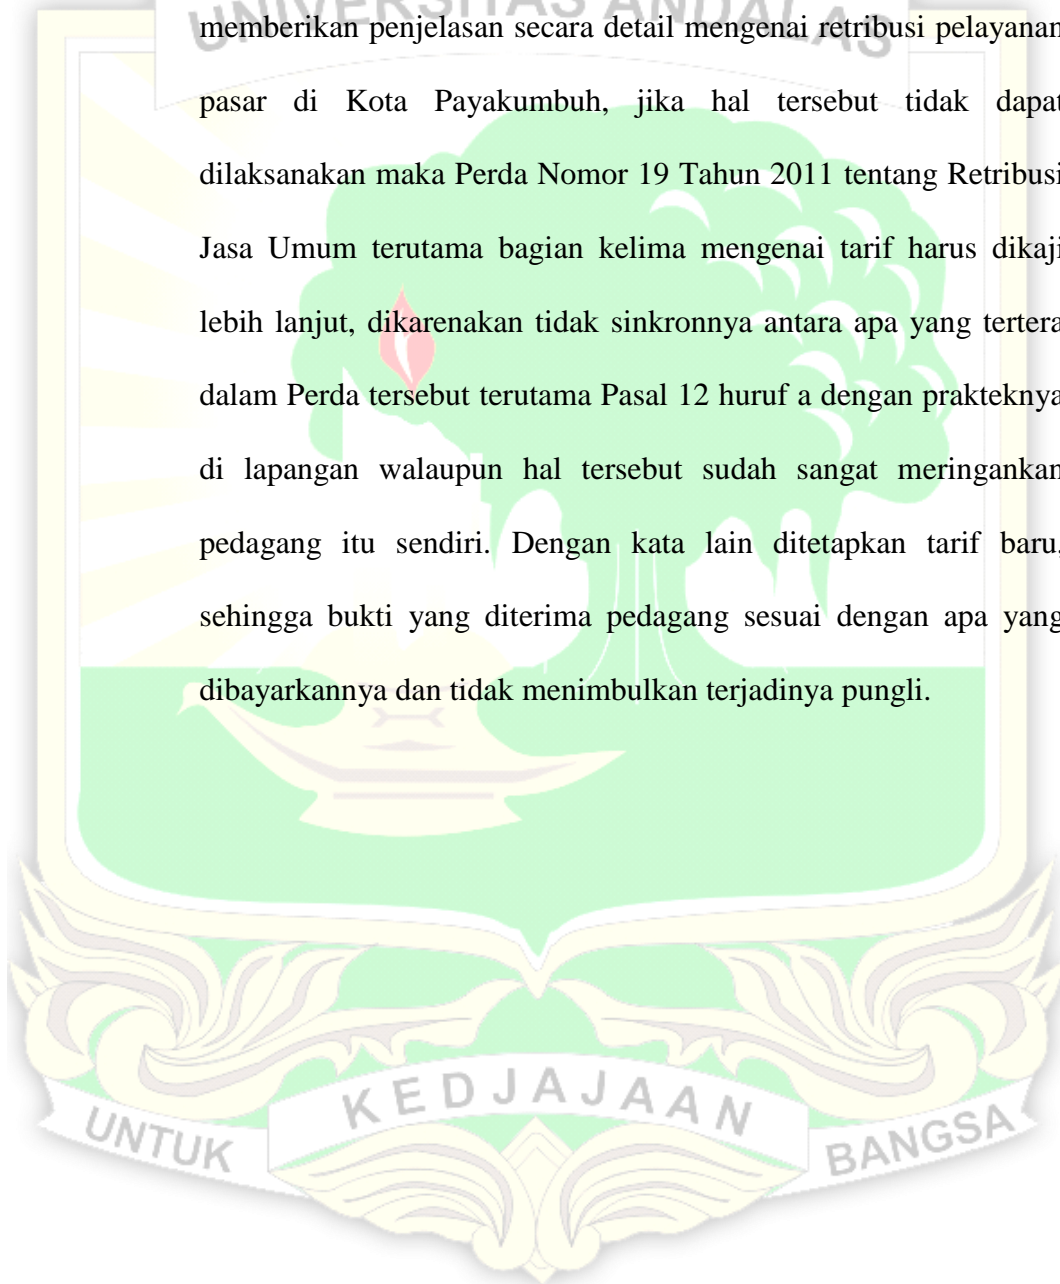 UNIVERSITAS ANDALAS
memberikan penjelasan secara detail mengenai retribusi pelayanan
pasar di Kota Payakumbuh, jika hal tersebut tidak dapat
dilaksanakan maka Perda Nomor 19 Tahun 2011 tentang Retribusi
Jasa Umum terutama bagian kelima mengenai tarif harus dikaji
lebih lanjut, dikarenakan tidak sinkronnya antara apa yang tertera
dalam Perda tersebut terutama Pasal 12 huruf a dengan prakteknya
di lapangan walaupun hal tersebut sudah sangat meringankan
pedagang itu sendiri. Dengan kata lain ditetapkan tarif baru,
sehingga bukti yang diterima pedagang sesuai dengan apa yang
dibayarkannya dan tidak menimbulkan terjadinya pungli.
UNTUK KEDJAJAAN BANGSA